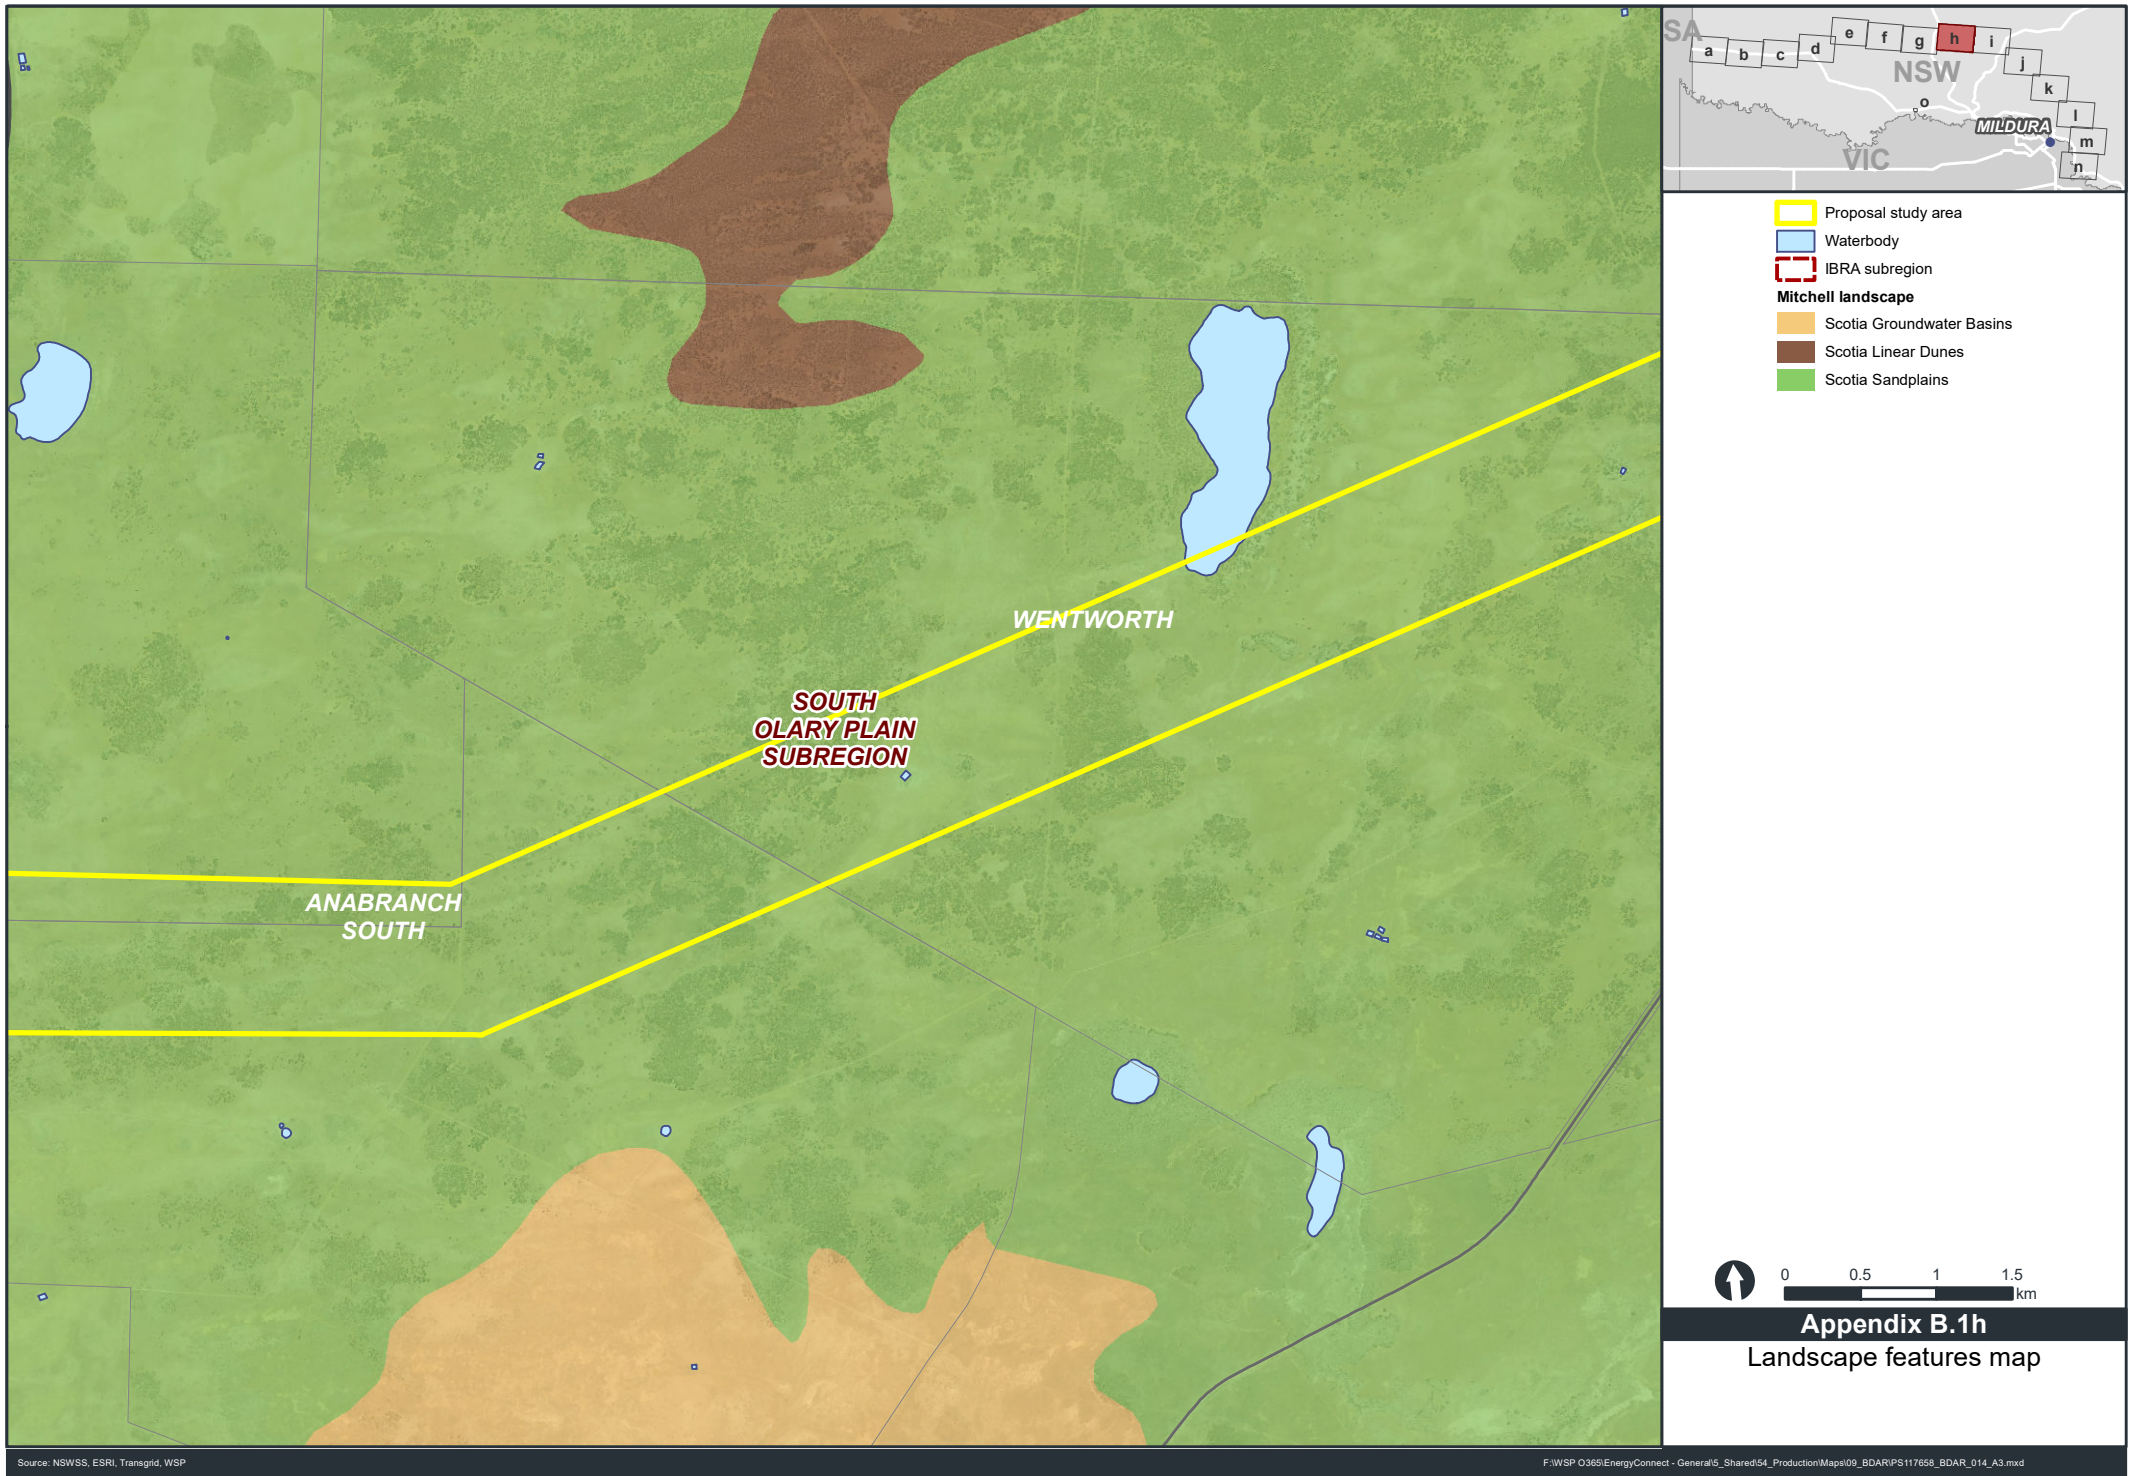 SA
a
b
c
d
e
f
g
h
i
j
k
l
m
n
o
NSW
MILDURA
VIC
Proposal study area
Waterbody
IBRA subregion
Mitchell landscape
Scotia Groundwater Basins
Scotia Linear Dunes
Scotia Sandplains
WENTWORTH
SOUTH
OLARY PLAIN
SUBREGION
ANABRANCH
SOUTH
0 0.5 1 1.5
km
Appendix B.1h
Landscape features map
Source: NSWSS, ESRI, Transgrid, WSP
F:\WSP O365\EnergyConnect - General\5_Shared\54_Production\Maps\09_BDAR\PS117658_BDAR_014_A3.mxd